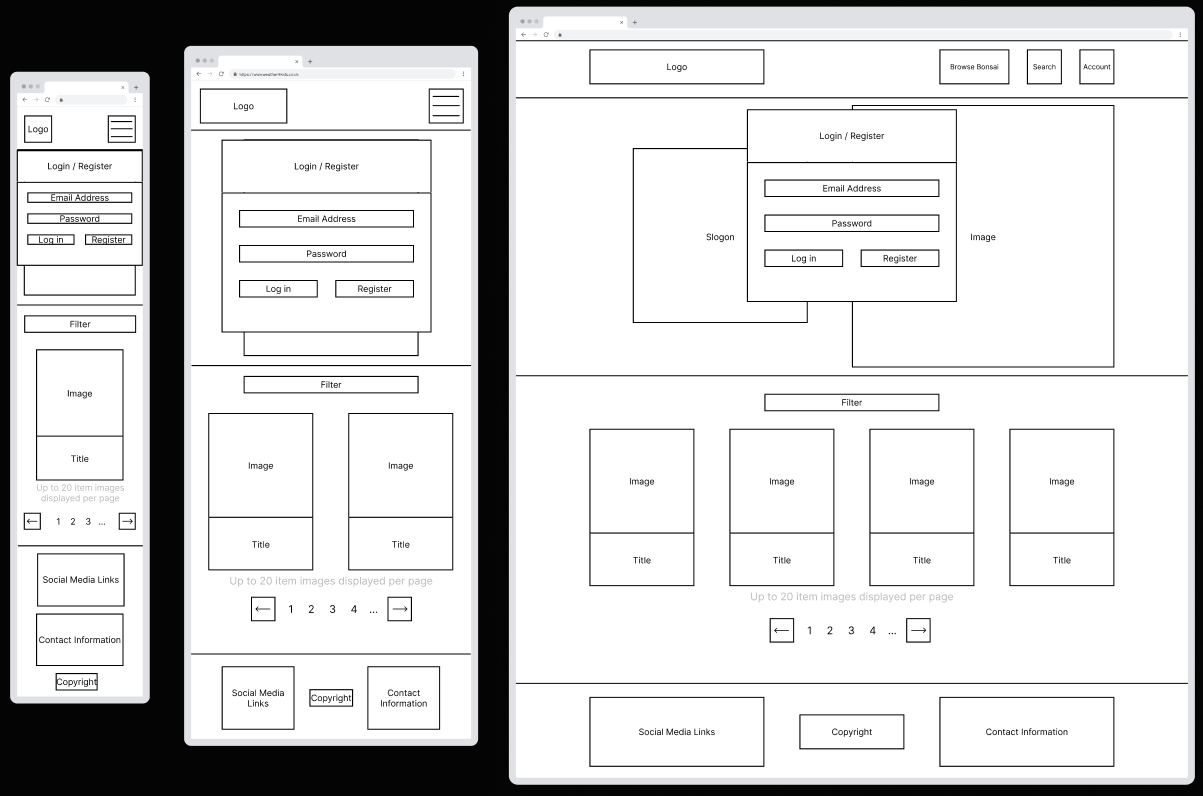 Logo
Login / Register
Email Address
Password
Log in Register
Filter
Image
Title
Up to 20 item images
displayed per page
1 2 3 ...
Social Media Links
Contact Information
Copyright
Logo
Login / Register
Email Address
Password
Log in Register
Filter
Image Image
Title Title
Up to 20 item images displayed per page
1 2 3 4 ...
Social Media
Links
Copyright
Contact
Information
Logo Browse Bonsai Search Account
Login / Register
Email Address
Password
Slogon
Image
Log in Register
Filter
Image Image Image Image
Title Title Title Title
Up to 20 item images displayed per page
1 2 3 4 ...
Social Media Links Copyright Contact Information